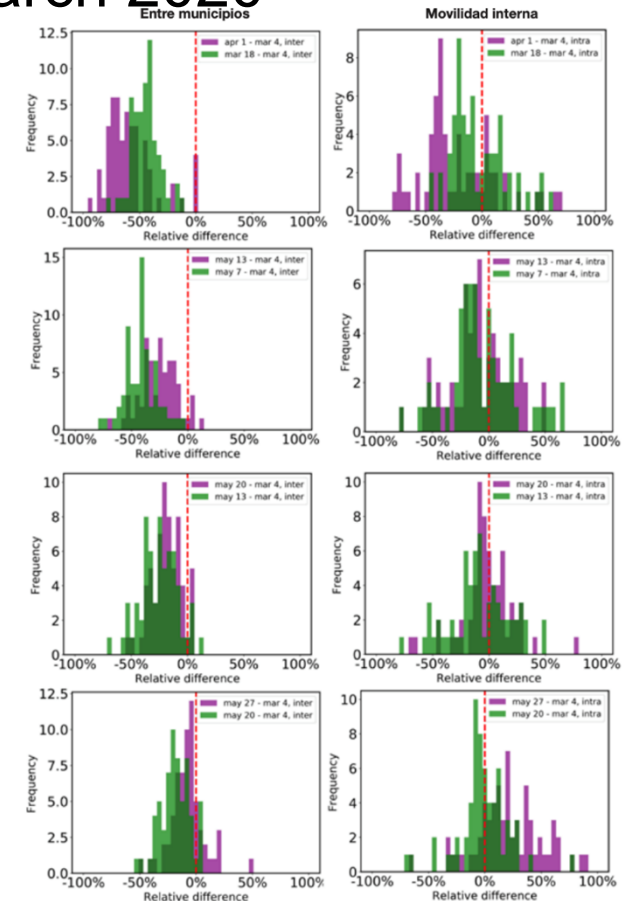 Entre municipios
Movilidad interna
12.5
10.0
7.5
5.0
2.5
0.0
Frequency
apr 1 - mar 4, inter
mar 18 - mar 4, inter
-100% -50% 0% 50% 100%
Relative difference
8
6
4
2
0
Frequency
apr 1 - mar 4, intra
mar 18 - mar 4, intra
-100% -50% 0% 50% 100%
Relative difference
15
10
5
0
Frequency
may 13 - mar 4, inter
may 7 - mar 4, inter
-100% -50% 0% 50% 100%
Relative difference
6
4
2
0
Frequency
may 13 - mar 4, intra
may 7 - mar 4, intra
-100% -50% 0% 50% 100%
Relative difference
10
8
6
4
2
0
Frequency
may 20 - mar 4, inter
may 13 - mar 4, inter
-100% -50% 0% 50% 100%
Relative difference
10
8
6
4
2
0
Frequency
may 20 - mar 4, intra
may 13 - mar 4, intra
-100% -50% 0% 50% 100%
Relative difference
12.5
10.0
7.5
5.0
2.5
0.0
Frequency
may 27 - mar 4, inter
may 20 - mar 4, inter
-100% -50% 0% 50% 100%
Relative difference
10
8
6
4
2
0
Frequency
may 27 - mar 4, intra
may 20 - mar 4, intra
-100% -50% 0% 50% 100%
Relative difference